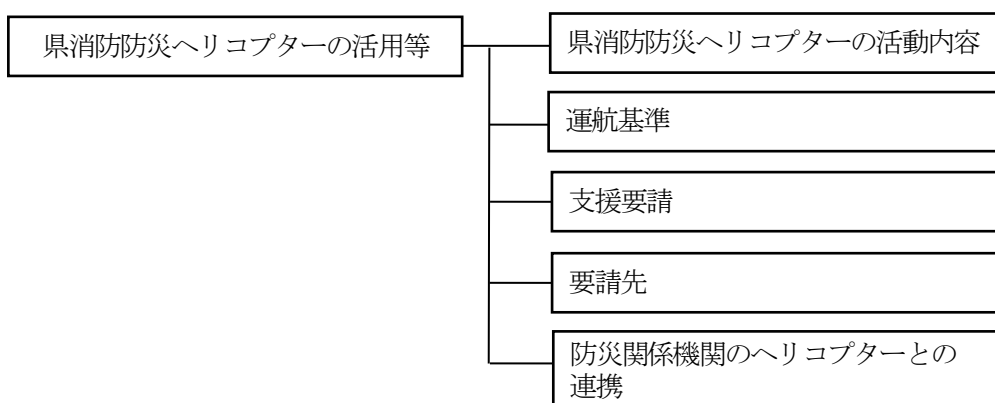 県消防防災ヘリコプターの活用等
県消防防災ヘリコプターの活動内容
運航基準
支援要請
要請先
防災関係機関のヘリコプターとの
連携